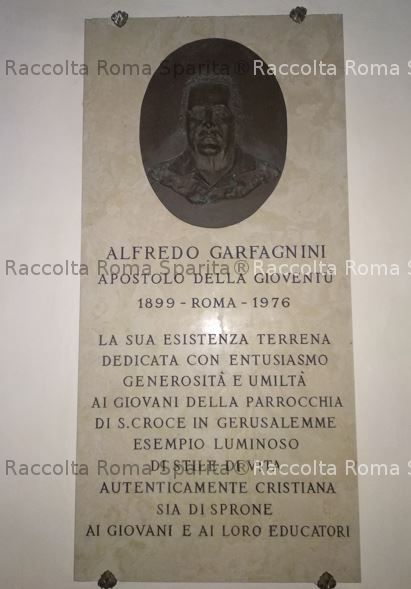 Raccolta Roma Sparita® Raccolta Roma S
ALFREDO GARFAGNINI
Raccolta Roma Sparita® Raccolta Roma S
APOSTOLO DELLA GIOVENTÙ
1899 - ROMA - 1976
LA SUA ESISTENZA TERRENA
DEDICATA CON ENTUSIASMO
GENEROSITÀ E UMILTÀ
AI GIOVANI DELLA PARROCCHIA
DI S. CROCE IN GERUSALEMME
ESEMPIO LUMINOSO
Raccolta Roma Sparita® Raccolta Roma S
DI STILE DI VITA
AUTENTICAMENTE CRISTIANA
SIA DI SPRONE
AI GIOVANI E AI LORO EDUCATORI